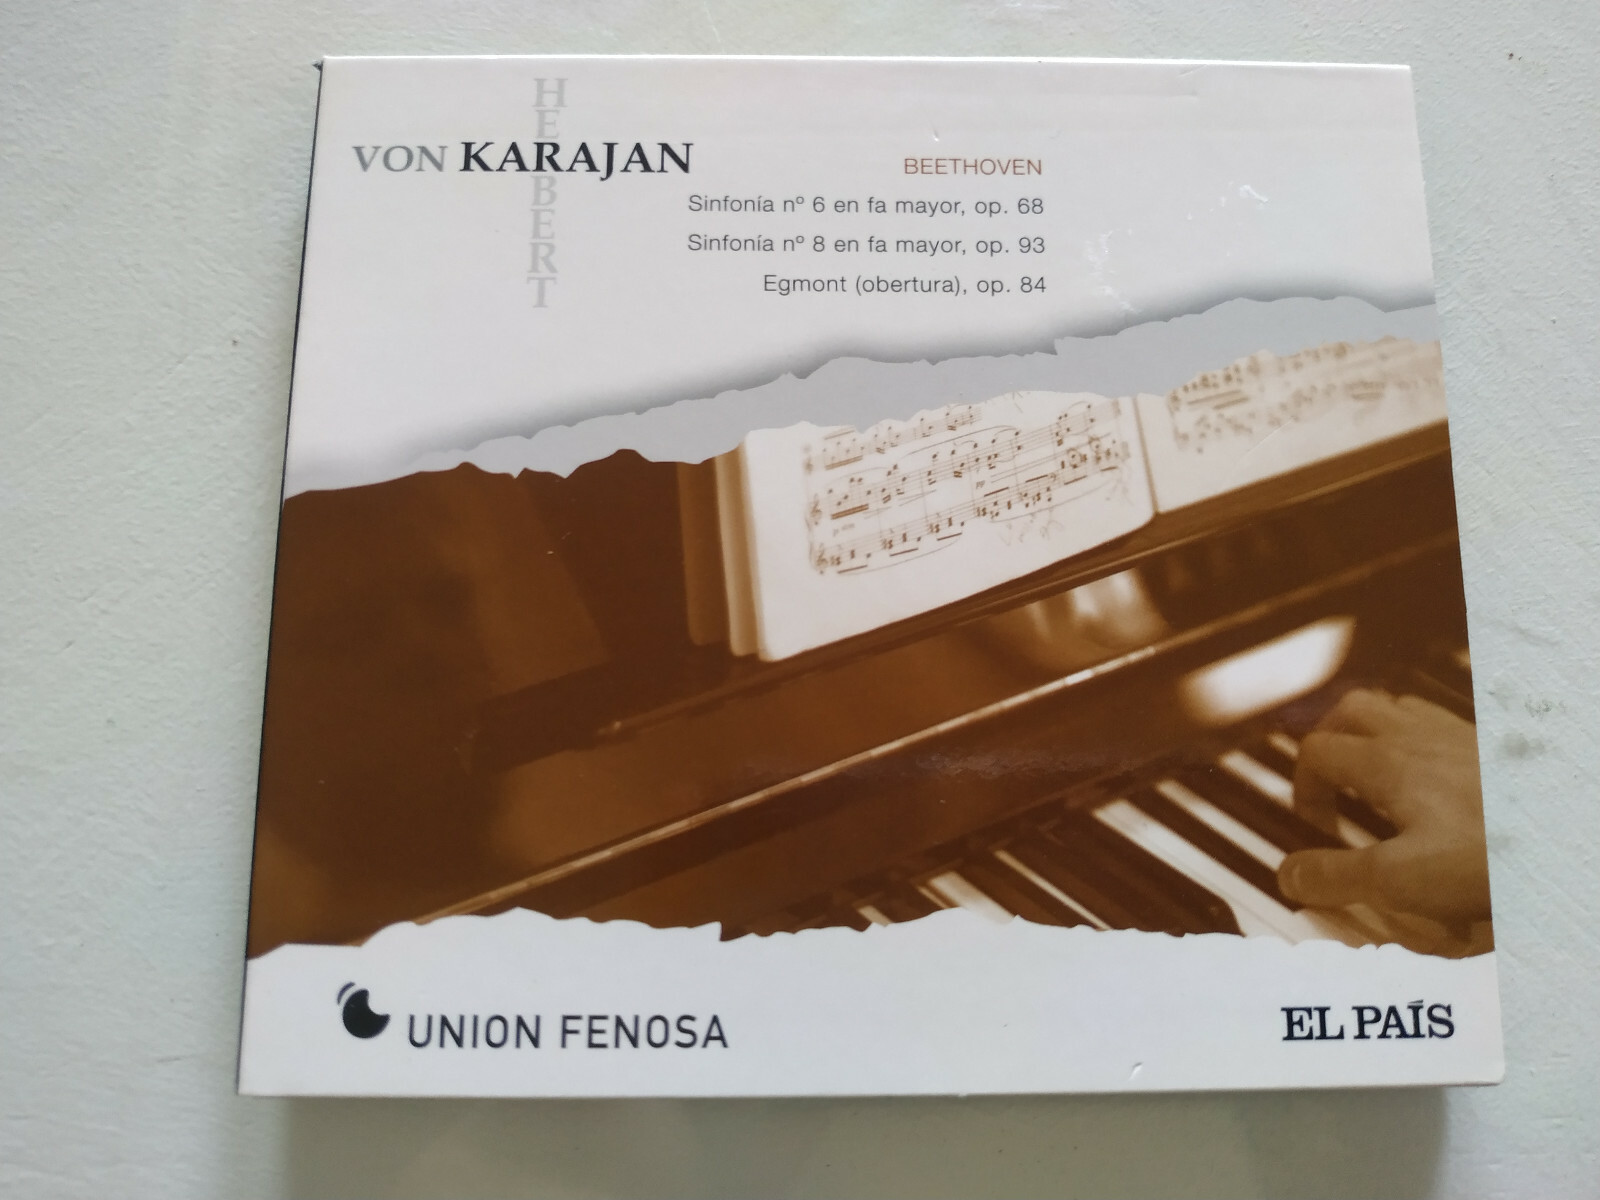 HERBERT
VON KARAJAN
BEETHOVEN
Sinfonía nº 6 en fa mayor, op. 68
Sinfonía nº 8 en fa mayor, op. 93
Egmont (obertura), op. 84
pp
UNION FENOSA
EL PAÍS